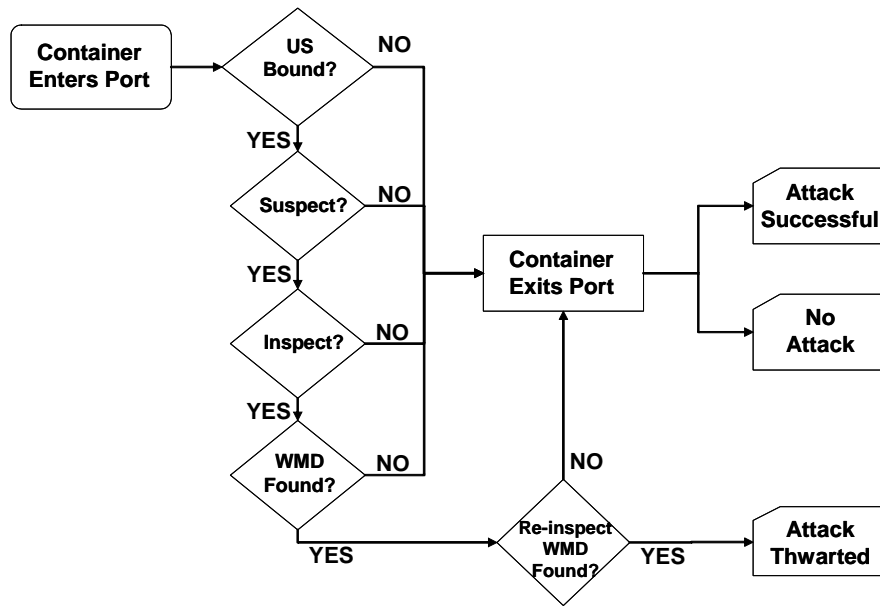 Container
Enters Port
US
Bound?
NO
YES
Suspect?
NO
YES
Inspect?
NO
YES
WMD
Found?
NO
YES
Container
Exits Port
NO
Re-inspect
WMD
Found?
YES
Attack
Successful
No
Attack
Attack
Thwarted